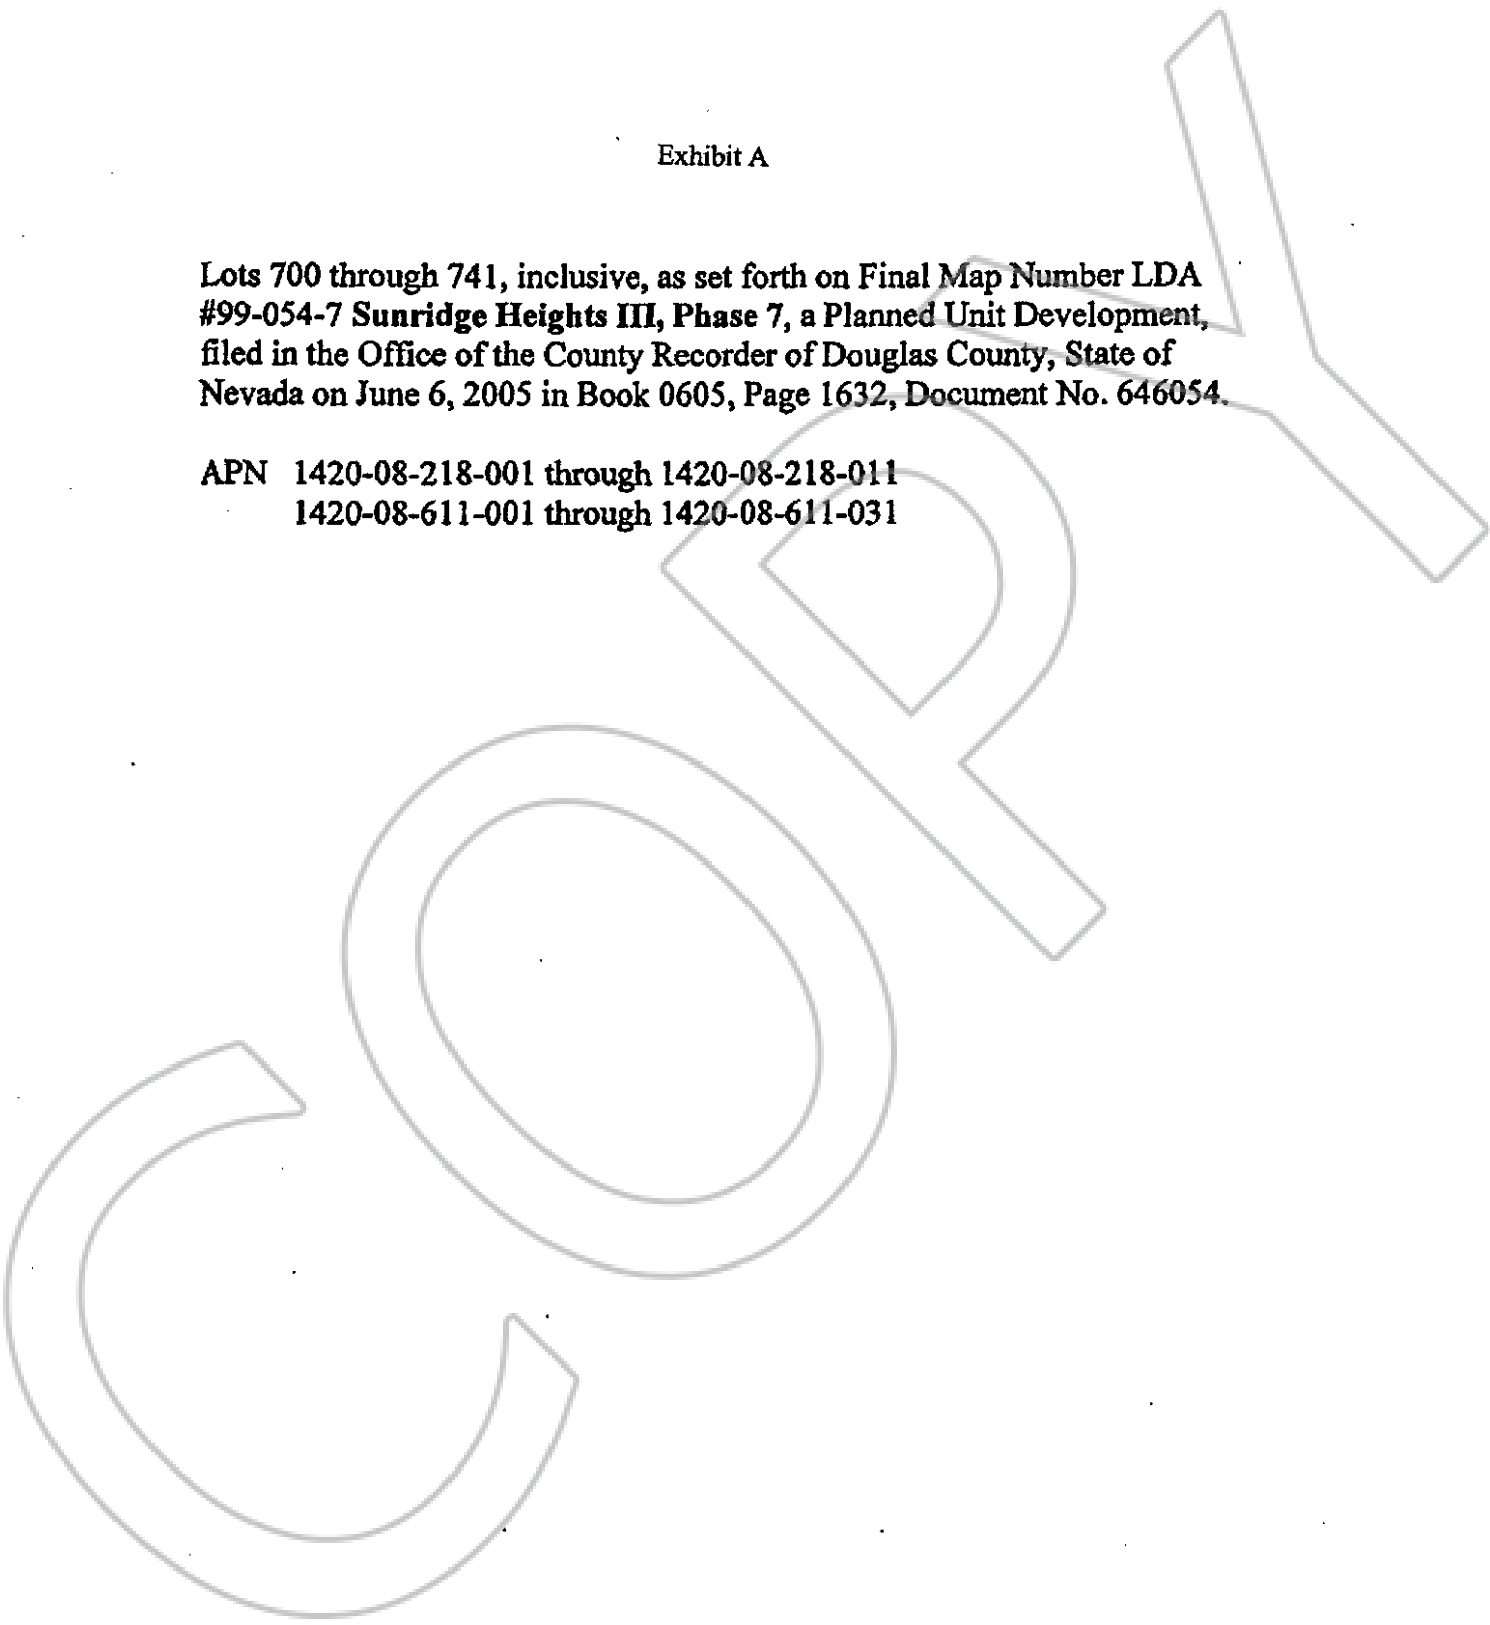 Exhibit A
Lots 700 through 741, inclusive, as set forth on Final Map Number LDA
#99-054-7 Sunridge Heights III, Phase 7, a Planned Unit Development,
filed in the Office of the County Recorder of Douglas County, State of
Nevada on June 6, 2005 in Book 0605, Page 1632, Document No. 646054.
APN 1420-08-218-001 through 1420-08-218-011
1420-08-611-001 through 1420-08-611-031
COPY